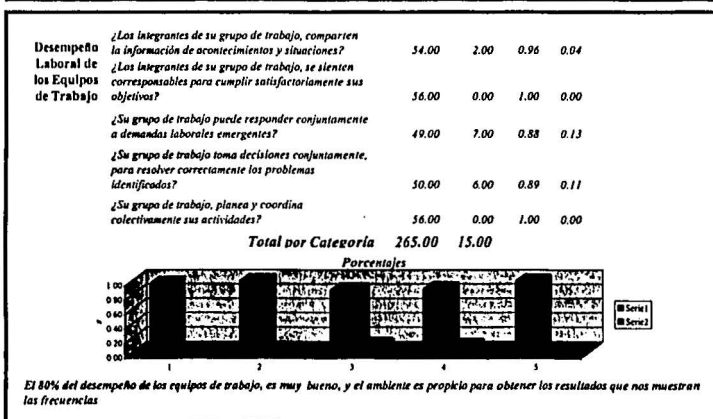 Desempeño
Laboral de
los Equipos
de Trabajo
¿Los integrantes de su grupo de trabajo, comparten
la información de acontecimientos y situaciones? 54.00 2.00 0.96 0.04
¿Los integrantes de su grupo de trabajo, se sienten
corresponsables para cumplir satisfactoriamente sus
objetivos? 56.00 0.00 1.00 0.00
¿Su grupo de trabajo puede responder conjuntamente
a demandas laborales emergentes? 49.00 7.00 0.88 0.13
¿Su grupo de trabajo toma decisiones conjuntamente,
para resolver correctamente los problemas
identificados? 50.00 6.00 0.89 0.11
¿Su grupo de trabajo, planea y coordina
colectivamente sus actividades? 56.00 0.00 1.00 0.00
Total por Categoría 265.00 15.00
Porcentajes
1.00
0.80
0.60
0.40
0.20
0.00
1 2 3 4 5
Serie1
Serie2
El 80% del desempeño de los equipos de trabajo, es muy bueno, y el ambiente es propicio para obtener los resultados que nos muestran
las frecuencias